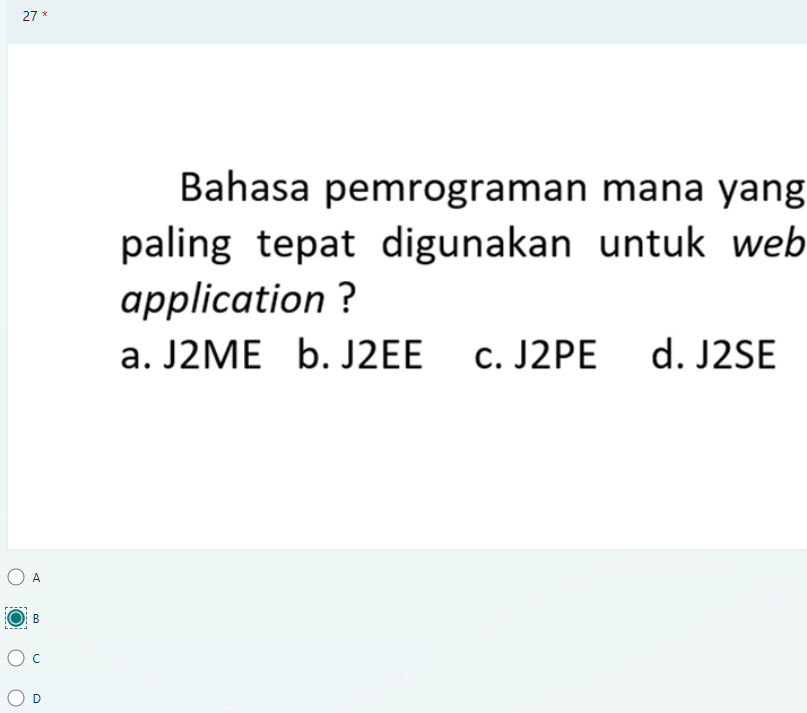 27 *
Bahasa pemrograman mana yang
paling tepat digunakan untuk web
application ?
a. J2ME b. J2EE c. J2PE d. J2SE
A
B
C
D